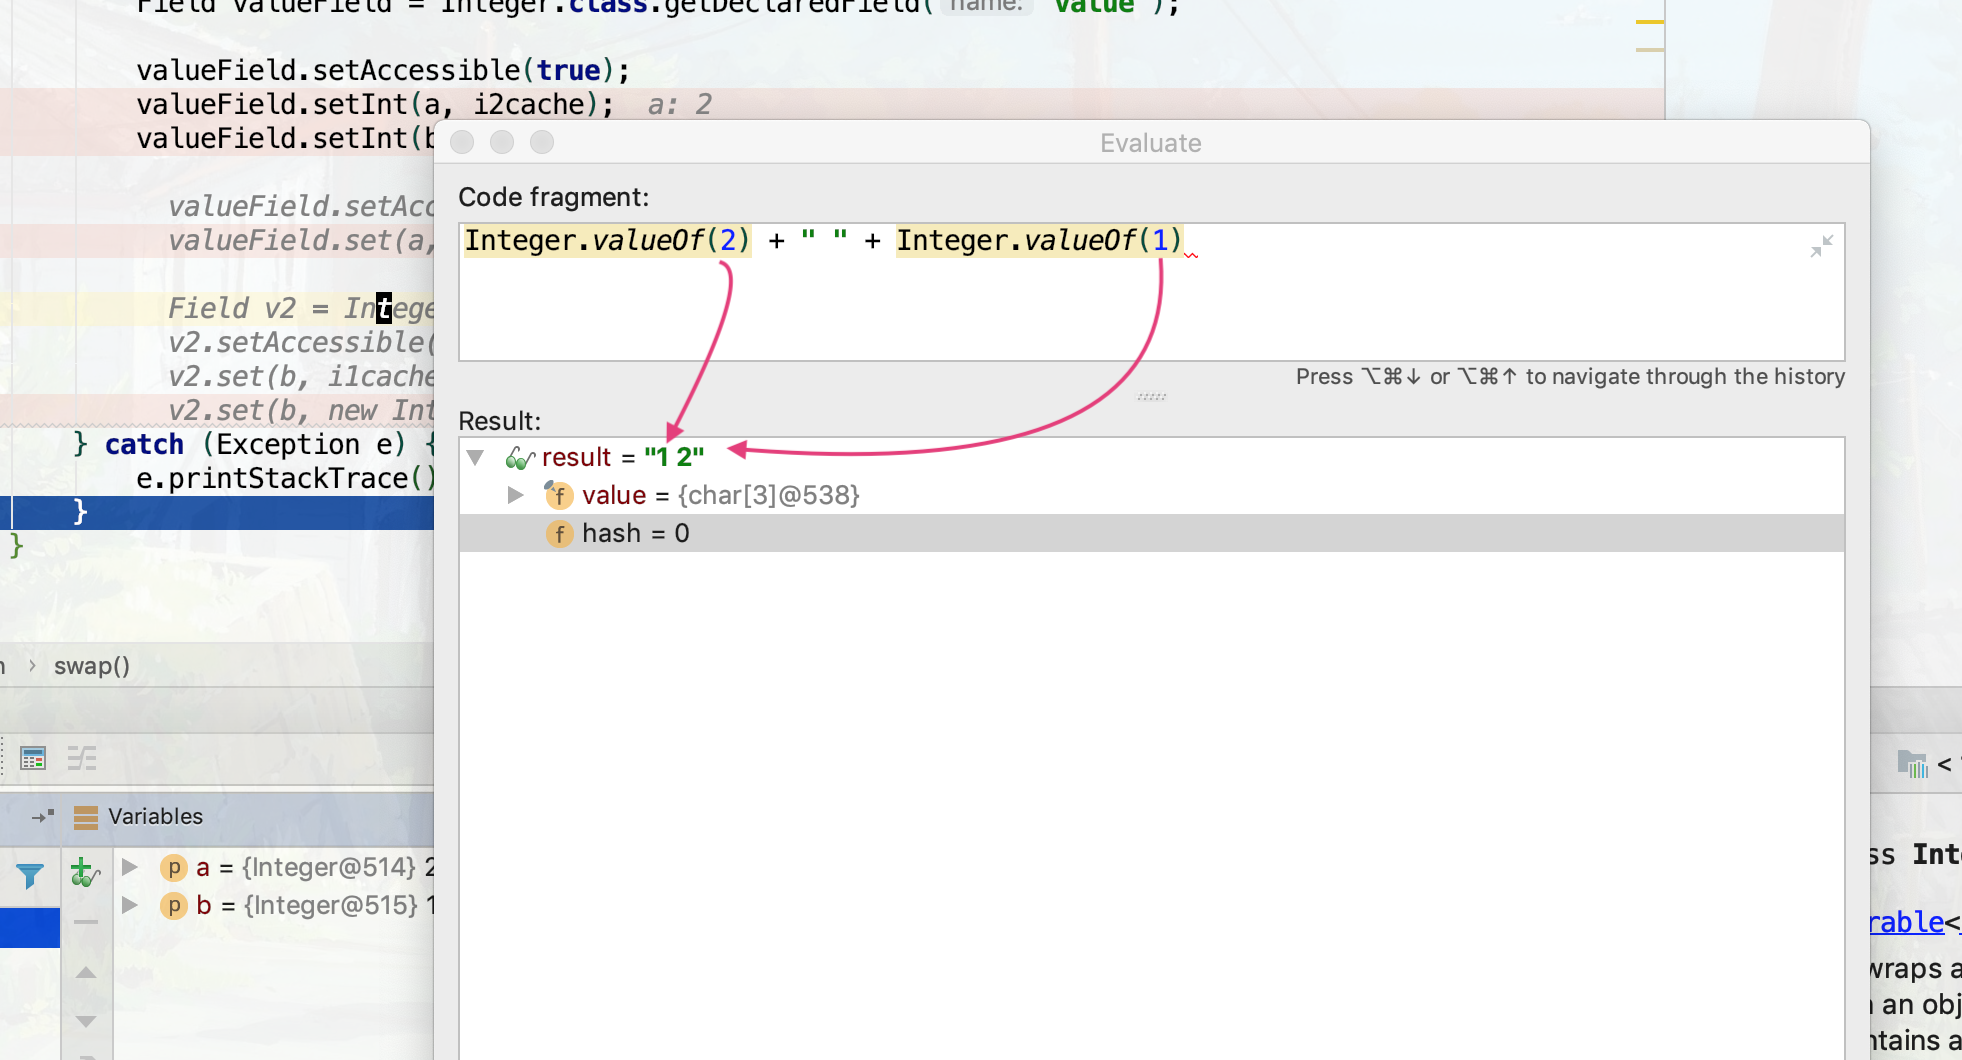 Field valueField = Integer.class.getDeclaredField( name: "value");
valueField.setAccessible(true);
valueField.setInt(a, i2cache);  a: 2
valueField.setInt(b
valueField.setAcc
valueField.set(a,
Field v2 = Intege
v2.setAccessible(
v2.set(b, i1cache
v2.set(b, new Int
} catch (Exception e) {
e.printStackTrace()
}
}
swap()
Variables
a = {Integer@514} 2
b = {Integer@515} 1
Evaluate
Code fragment:
Integer.valueOf(2) + " " + Integer.valueOf(1)
Press ⌥⌘↓ or ⌥⌘↑ to navigate through the history
Result:
result = "1 2"
value = {char[3]@538}
hash = 0
<
ss Inte
rable<
wraps a
an obj
ntains a